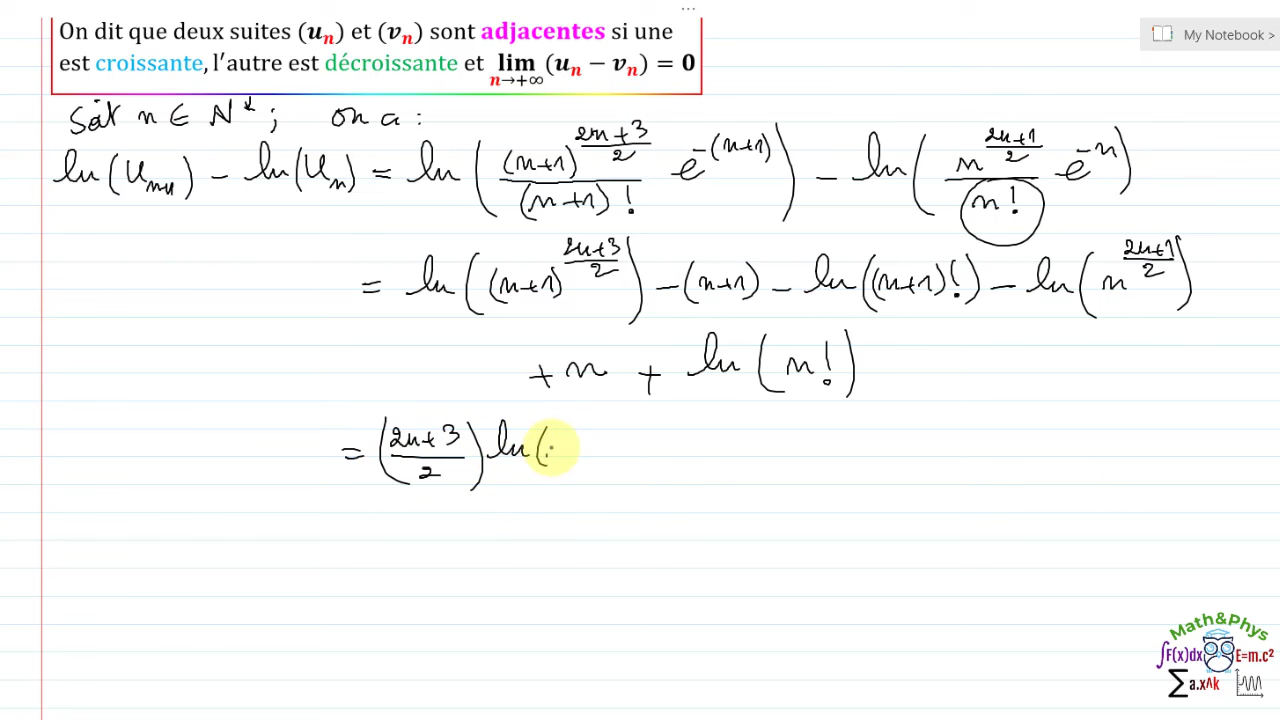 ...
My Notebook >
On dit que deux suites (uₙ) et (vₙ) sont adjacentes si une
est croissante, l'autre est décroissante et lim_{n→+∞} (uₙ − vₙ) = 0
Soit n ∈ N* ; on a :
ln(U_{n+1}) − ln(U_n) = ln( (n+1)^{(2n+3)/2} / (n+1)! e^{−(n+1)} ) − ln( n^{(2n+1)/2} / n! e^{−n} )
= ln( (n+1)^{(2n+3)/2} ) − (n+1) − ln((n+1)!) − ln( n^{(2n+1)/2} )
+ n + ln(n!)
= ( (2n+3)/2 ) ln(
Math&Phys
∫F(x)dx E=m.c²
∑ a.x^k